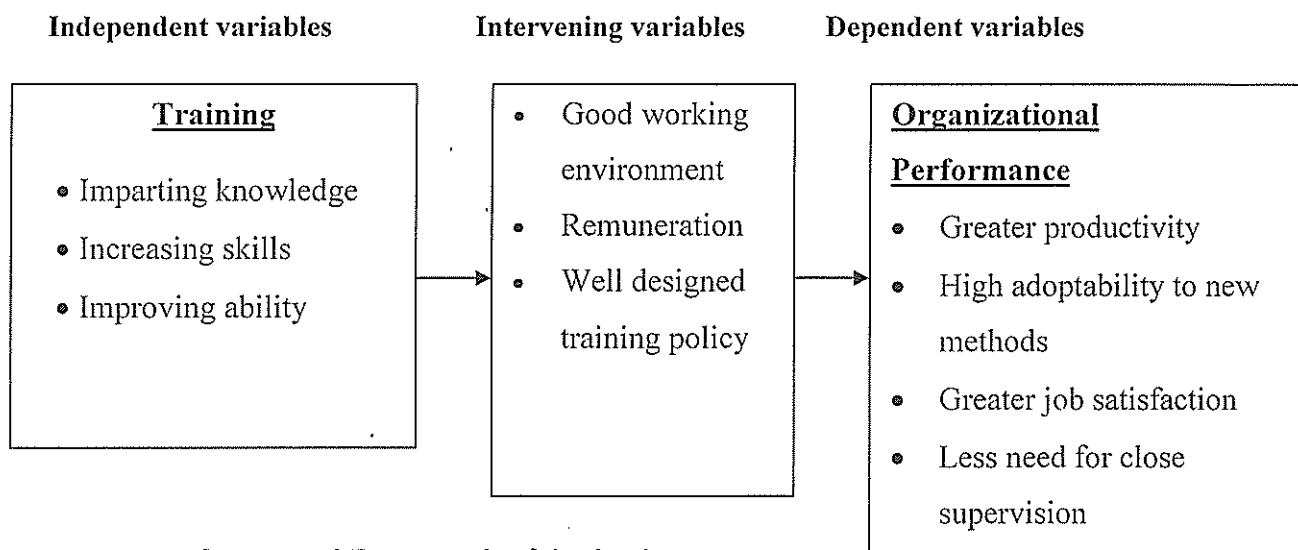 Independent variables
Intervening variables
Dependent variables
Training
• Imparting knowledge
• Increasing skills
• Improving ability
• Good working
environment
• Remuneration
• Well designed
training policy
Organizational
Performance
• Greater productivity
• High adoptability to new
methods
• Greater job satisfaction
• Less need for close
supervision